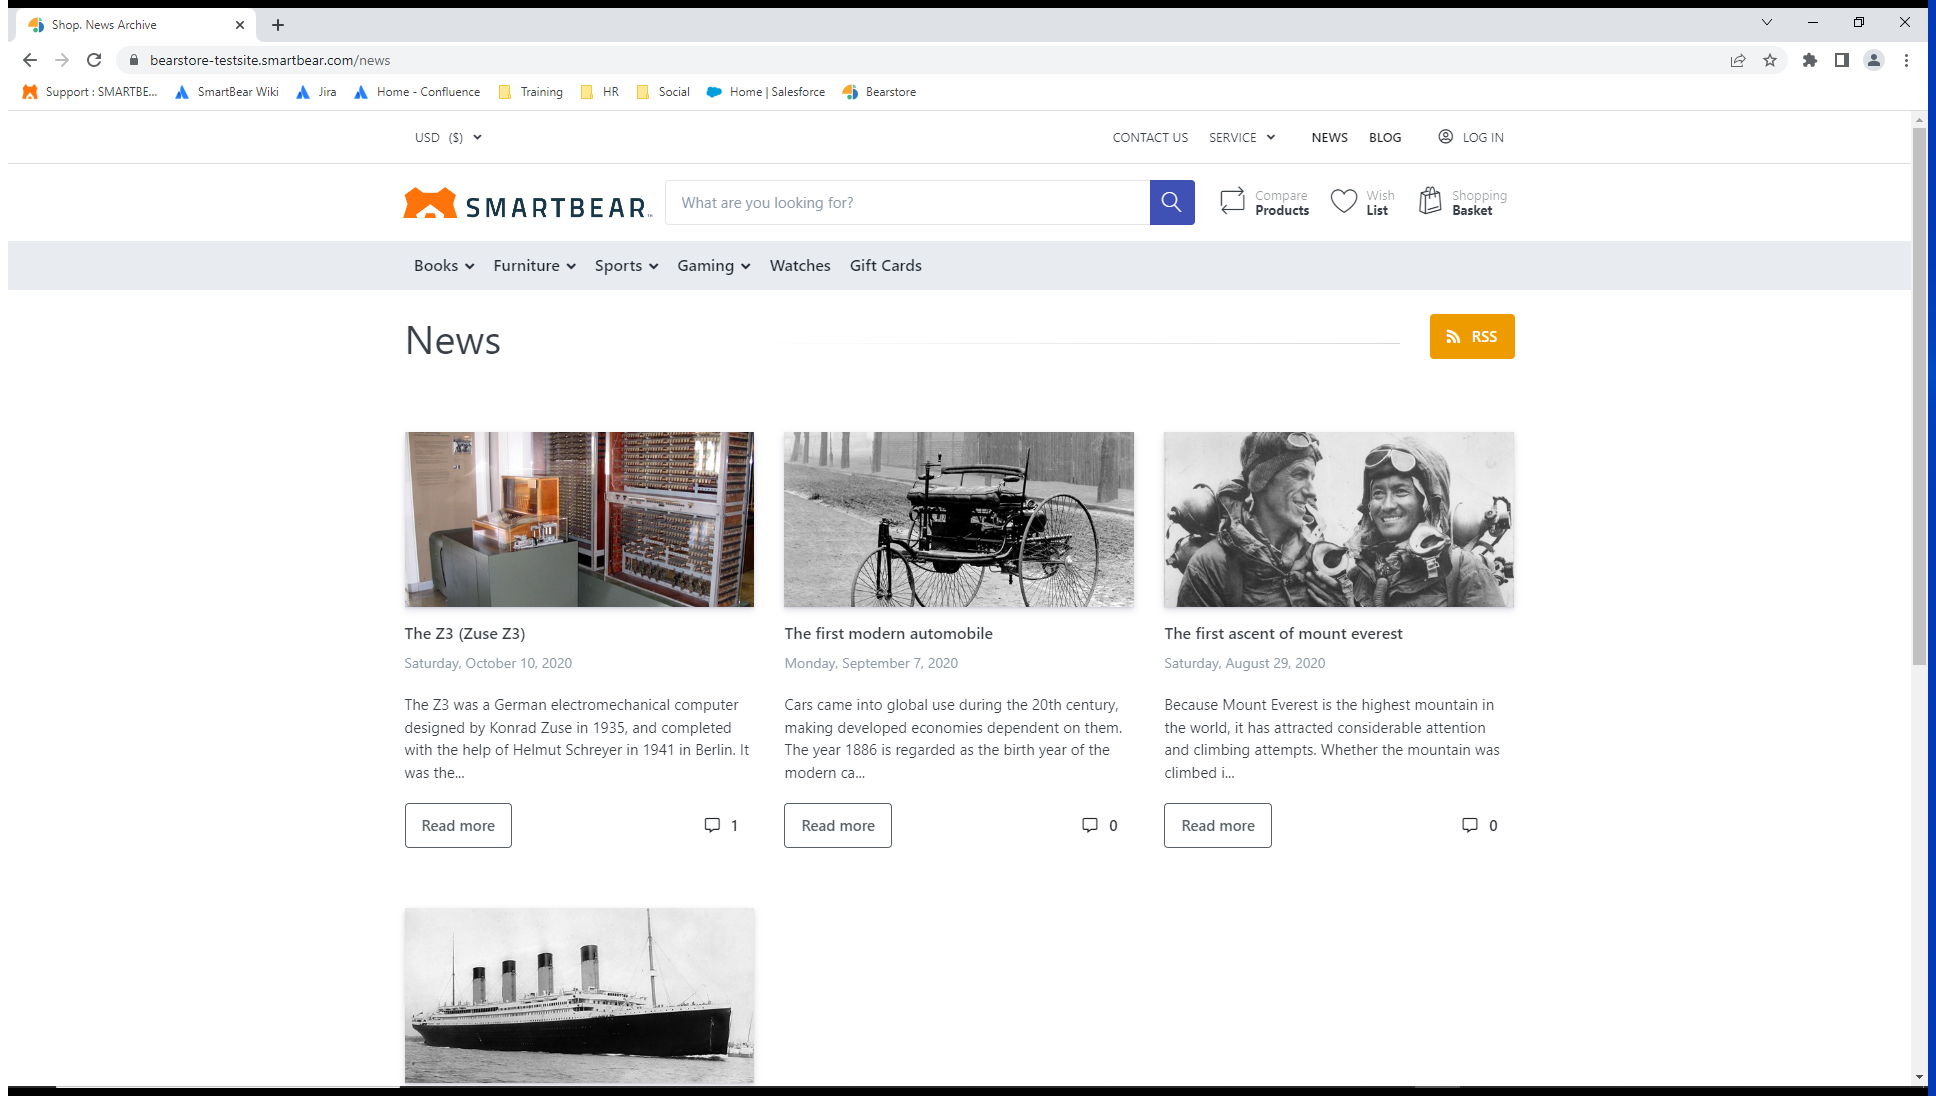 Shop. News Archive
bearstore-testsite.smartbear.com/news
Support : SMARTBE... SmartBear Wiki Jira Home - Confluence Training HR Social Home | Salesforce Bearstore
USD ($) CONTACT US SERVICE NEWS BLOG LOG IN
SMARTBEAR™ What are you looking for? Compare Products Wish List Shopping Basket
Books Furniture Sports Gaming Watches Gift Cards
News RSS
The Z3 (Zuse Z3)
Saturday, October 10, 2020
The Z3 was a German electromechanical computer
designed by Konrad Zuse in 1935, and completed
with the help of Helmut Schreyer in 1941 in Berlin. It
was the...
Read more 1
The first modern automobile
Monday, September 7, 2020
Cars came into global use during the 20th century,
making developed economies dependent on them.
The year 1886 is regarded as the birth year of the
modern ca...
Read more 0
The first ascent of mount everest
Saturday, August 29, 2020
Because Mount Everest is the highest mountain in
the world, it has attracted considerable attention
and climbing attempts. Whether the mountain was
climbed i...
Read more 0